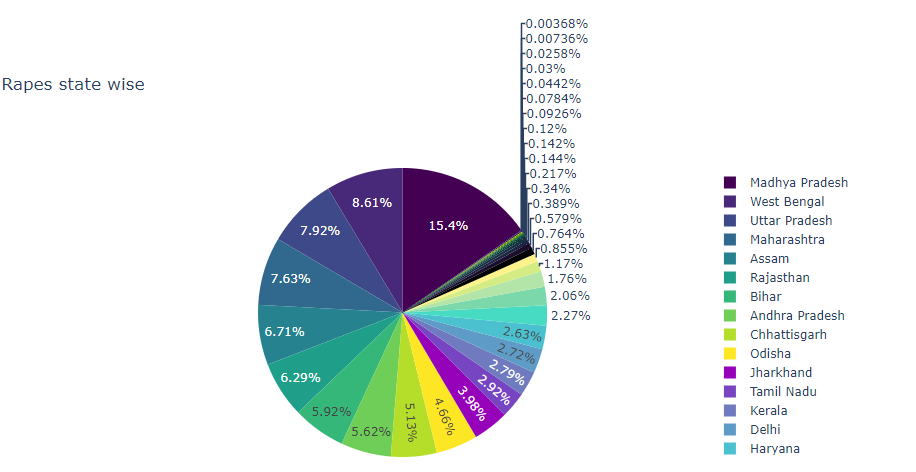 Rapes state wise
0.00368%
0.00736%
0.0258%
0.03%
0.0442%
0.0784%
0.0926%
0.12%
0.142%
0.144%
0.217%
0.34%
0.389%
0.579%
0.764%
0.855%
1.17%
1.76%
2.06%
2.27%
2.63%
2.72%
2.79%
2.92%
3.98%
4.66%
5.13%
5.62%
5.92%
6.29%
6.71%
7.63%
7.92%
8.61%
15.4%
Madhya Pradesh
West Bengal
Uttar Pradesh
Maharashtra
Assam
Rajasthan
Bihar
Andhra Pradesh
Chhattisgarh
Odisha
Jharkhand
Tamil Nadu
Kerala
Delhi
Haryana